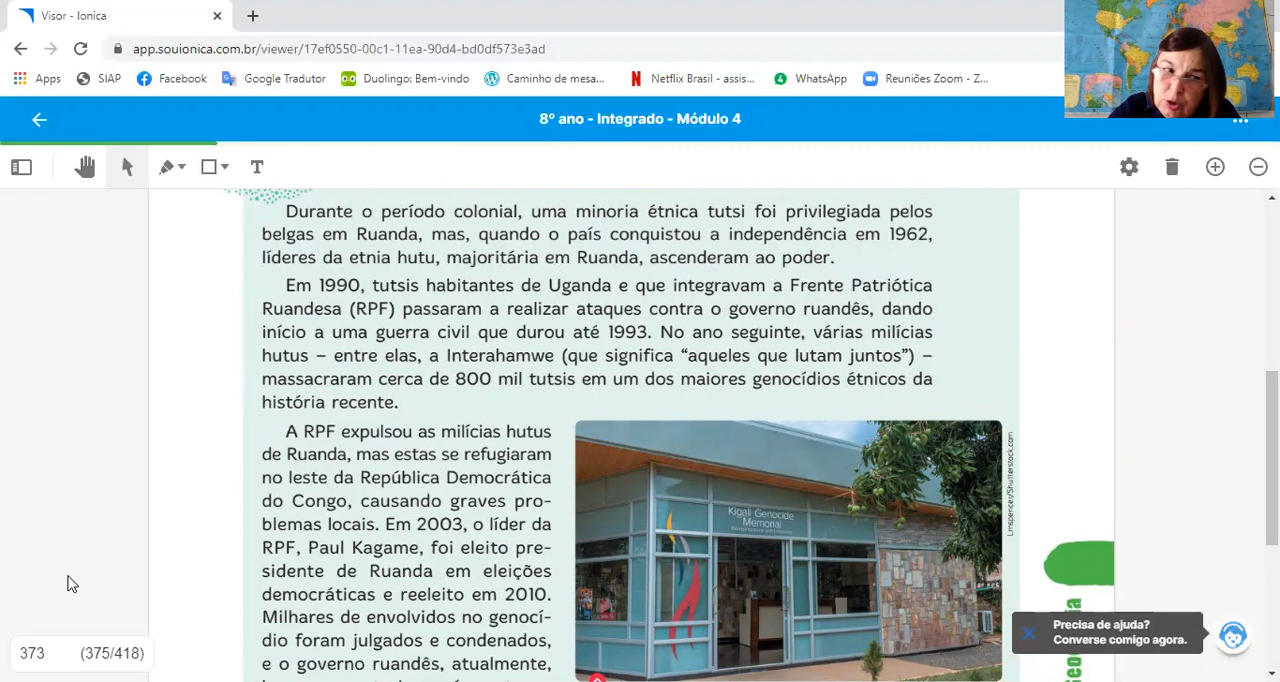 Visor - Ionica
app.souionica.com.br/viewer/17ef0550-00c1-11ea-90d4-bd0df573e3ad
Apps SIAP Facebook Google Tradutor Duolingo: Bem-vindo Caminho de mesa... Netflix Brasil - assis... WhatsApp Reuniões Zoom - Z...
8º ano - Integrado - Módulo 4
T
Durante o período colonial, uma minoria étnica tutsi foi privilegiada pelos
belgas em Ruanda, mas, quando o país conquistou a independência em 1962,
líderes da etnia hutu, majoritária em Ruanda, ascenderam ao poder.
Em 1990, tutsis habitantes de Uganda e que integravam a Frente Patriótica
Ruandesa (RPF) passaram a realizar ataques contra o governo ruandês, dando
início a uma guerra civil que durou até 1993. No ano seguinte, várias milícias
hutus – entre elas, a Interahamwe (que significa “aqueles que lutam juntos”) –
massacraram cerca de 800 mil tutsis em um dos maiores genocídios étnicos da
história recente.
A RPF expulsou as milícias hutus
de Ruanda, mas estas se refugiaram
no leste da República Democrática
do Congo, causando graves pro-
blemas locais. Em 2003, o líder da
RPF, Paul Kagame, foi eleito pre-
sidente de Ruanda em eleições
democráticas e reeleito em 2010.
Milhares de envolvidos no genocí-
dio foram julgados e condenados,
e o governo ruandês, atualmente,
Kigali Genocide
Memorial
Precisa de ajuda?
Converse comigo agora.
373 (375/418)